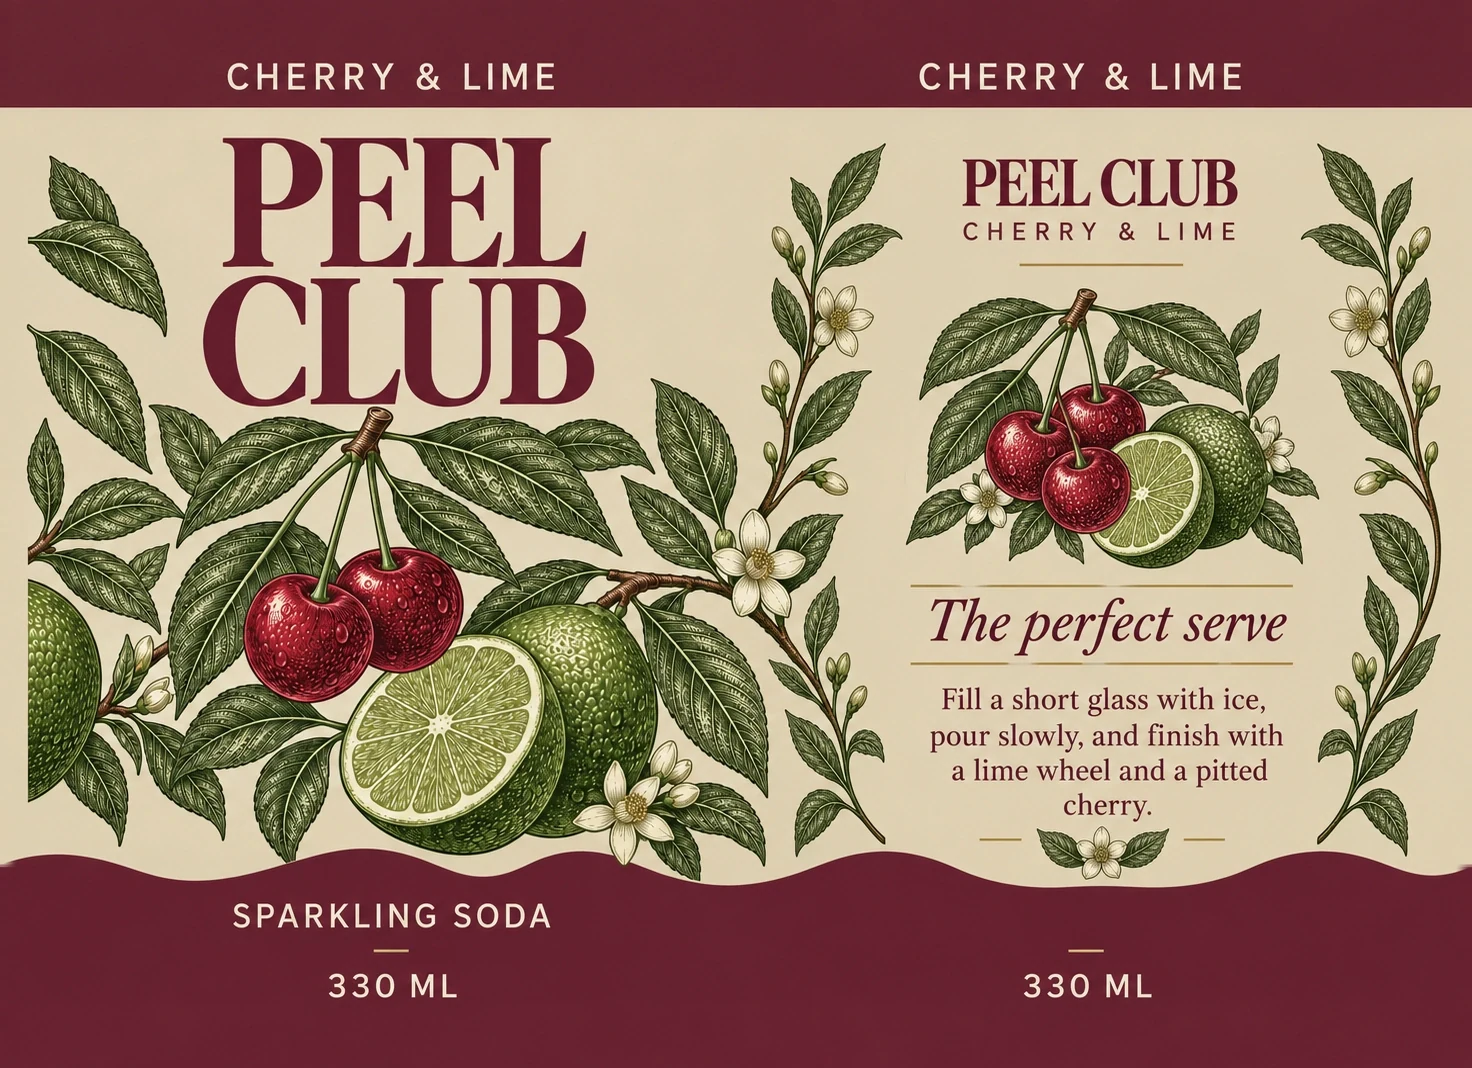 CHERRY & LIME
PEEL
CLUB
SPARKLING SODA
330 ML
CHERRY & LIME
PEEL CLUB
CHERRY & LIME
The perfect serve
Fill a short glass with ice,
pour slowly, and finish with
a lime wheel and a pitted
cherry.
330 ML